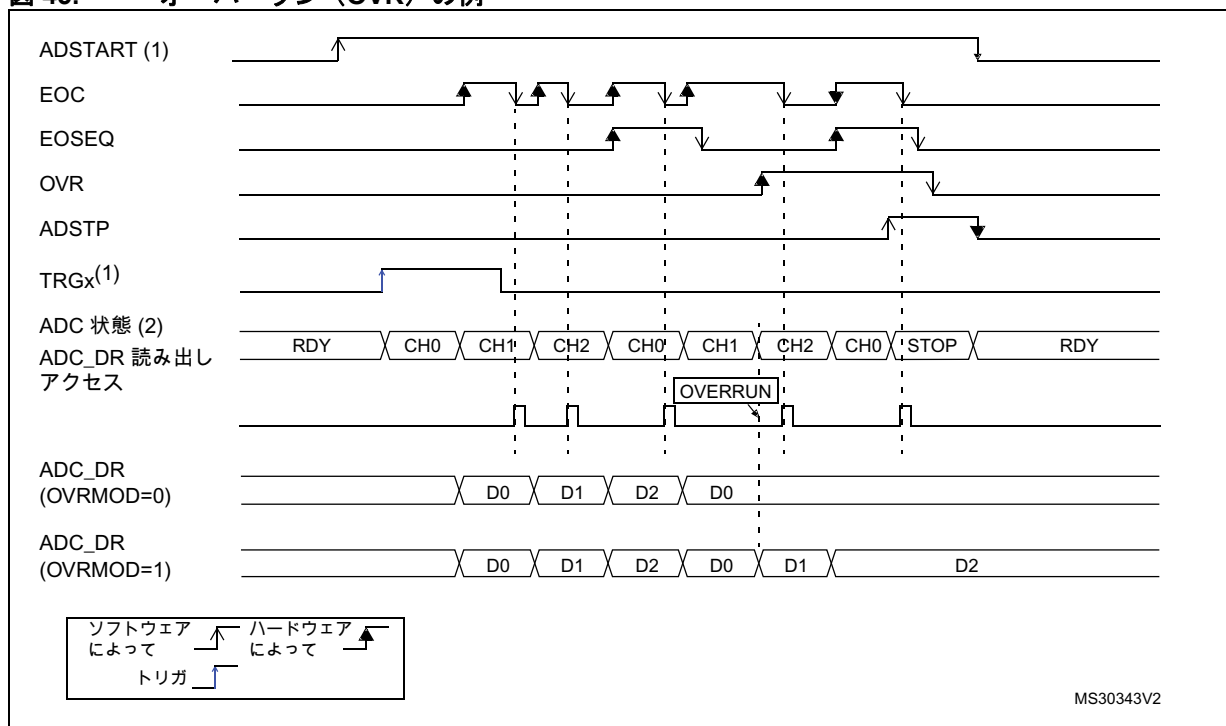 ADSTART (1)
EOC
EOSEQ
OVR
ADSTP
TRGx(1)
ADC 状態 (2)
RDY CH0 CH1 CH2 CH0 CH1 CH2 CH0 STOP RDY
ADC_DR 読み出し
アクセス
OVERRUN
ADC_DR
(OVRMOD=0)
D0 D1 D2 D0
ADC_DR
(OVRMOD=1)
D0 D1 D2 D0 D1 D2
ソフトウェア
によって
ハードウェア
によって
トリガ
MS30343V2